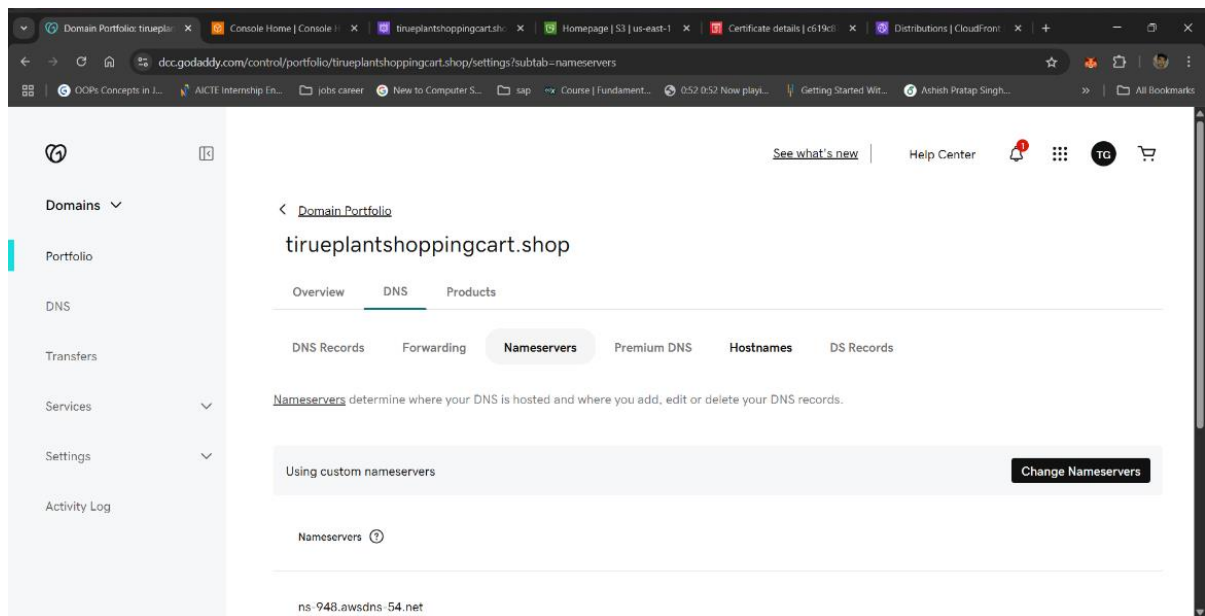 Domain Portfolio: tirueplan
Console Home | Console H
tirueplantshoppingcart.sho
Homepage | S3 | us-east-1
Certificate details | c619c8
Distributions | CloudFront
dcc.godaddy.com/control/portfolio/tirueplantshoppingcart.shop/settings?subtab=nameservers
OOPs Concepts in J...
AICTE Internship En...
jobs career
New to Computer S...
sap
Course | Fundament...
0:52 0:52 Now playi...
Getting Started Wit...
Ashish Pratap Singh...
»
All Bookmarks
See what's new
Help Center
1
TG
Domains
Portfolio
DNS
Transfers
Services
Settings
Activity Log
Domain Portfolio
tirueplantshoppingcart.shop
Overview DNS Products
DNS Records Forwarding Nameservers Premium DNS Hostnames DS Records
Nameservers determine where your DNS is hosted and where you add, edit or delete your DNS records.
Using custom nameservers
Change Nameservers
Nameservers ?
ns-948.awsdns-54.net